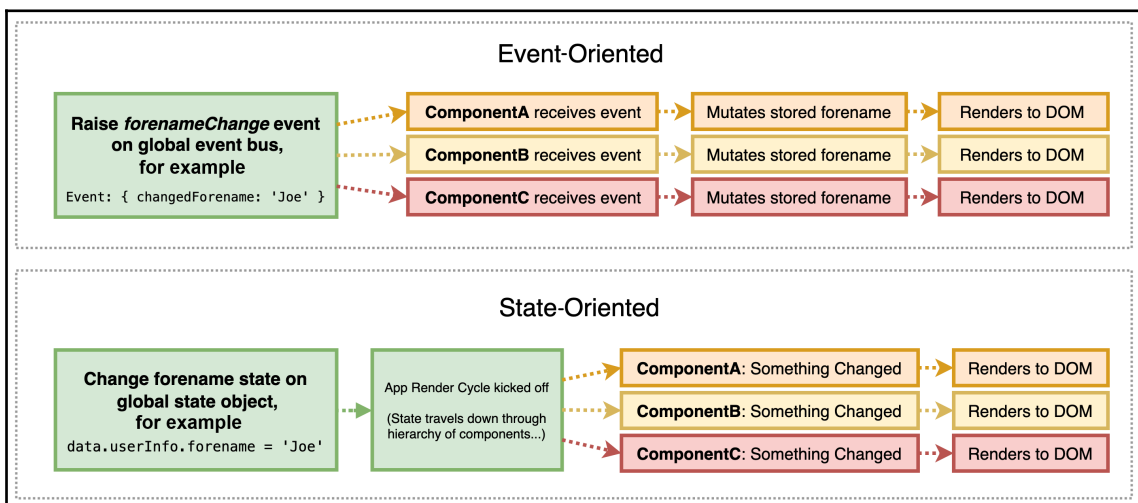 Event-Oriented
Raise forenameChange event
on global event bus,
for example
Event: { changedForename: 'Joe' }
ComponentA receives event
Mutates stored forename
Renders to DOM
ComponentB receives event
Mutates stored forename
Renders to DOM
ComponentC receives event
Mutates stored forename
Renders to DOM
State-Oriented
Change forename state on
global state object,
for example
data.userInfo.forename = 'Joe'
App Render Cycle kicked off
(State travels down through
hierarchy of components...)
ComponentA: Something Changed
Renders to DOM
ComponentB: Something Changed
Renders to DOM
ComponentC: Something Changed
Renders to DOM